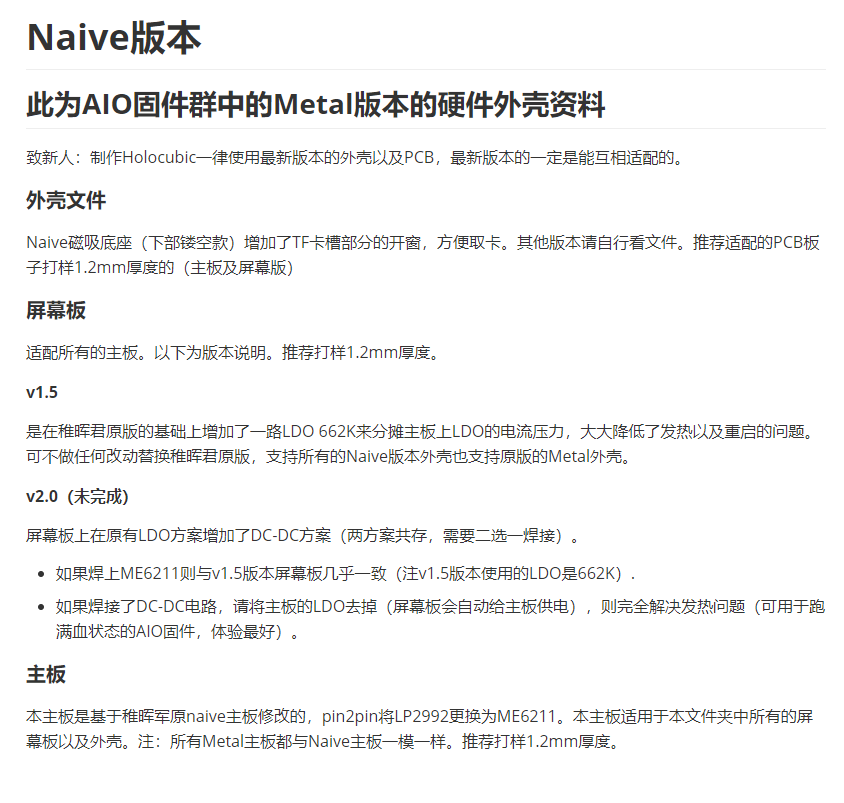 Naive版本
此为AIO固件群中的Metal版本的硬件外壳资料
致新人：制作Holocubic一律使用最新版本的外壳以及PCB，最新版本的一定是能互相适配的。
外壳文件
Naive磁吸底座（下部镂空款）增加了TF卡槽部分的开窗，方便取卡。其他版本请自行看文件。推荐适配的PCB板
子打样1.2mm厚度的（主板及屏幕版）
屏幕板
适配所有的主板。以下为版本说明。推荐打样1.2mm厚度。
v1.5
是在稚晖君原版的基础上增加了一路LDO 662K来分摊主板上LDO的电流压力，大大降低了发热以及重启的问题。
可不做任何改动替换稚晖君原版，支持所有的Naive版本外壳也支持原版的Metal外壳。
v2.0（未完成）
屏幕板上在原有LDO方案增加了DC-DC方案（两方案共存，需要二选一焊接）。
• 如果焊上ME6211则与v1.5版本屏幕板几乎一致（注v1.5版本使用的LDO是662K）.
• 如果焊接了DC-DC电路，请将主板的LDO去掉（屏幕板会自动给主板供电），则完全解决发热问题（可用于跑
满血状态的AIO固件，体验最好）。
主板
本主板是基于稚晖军原naive主板修改的，pin2pin将LP2992更换为ME6211。本主板适用于本文件夹中所有的屏
幕板以及外壳。注：所有Metal主板都与Naive主板一模一样。推荐打样1.2mm厚度。